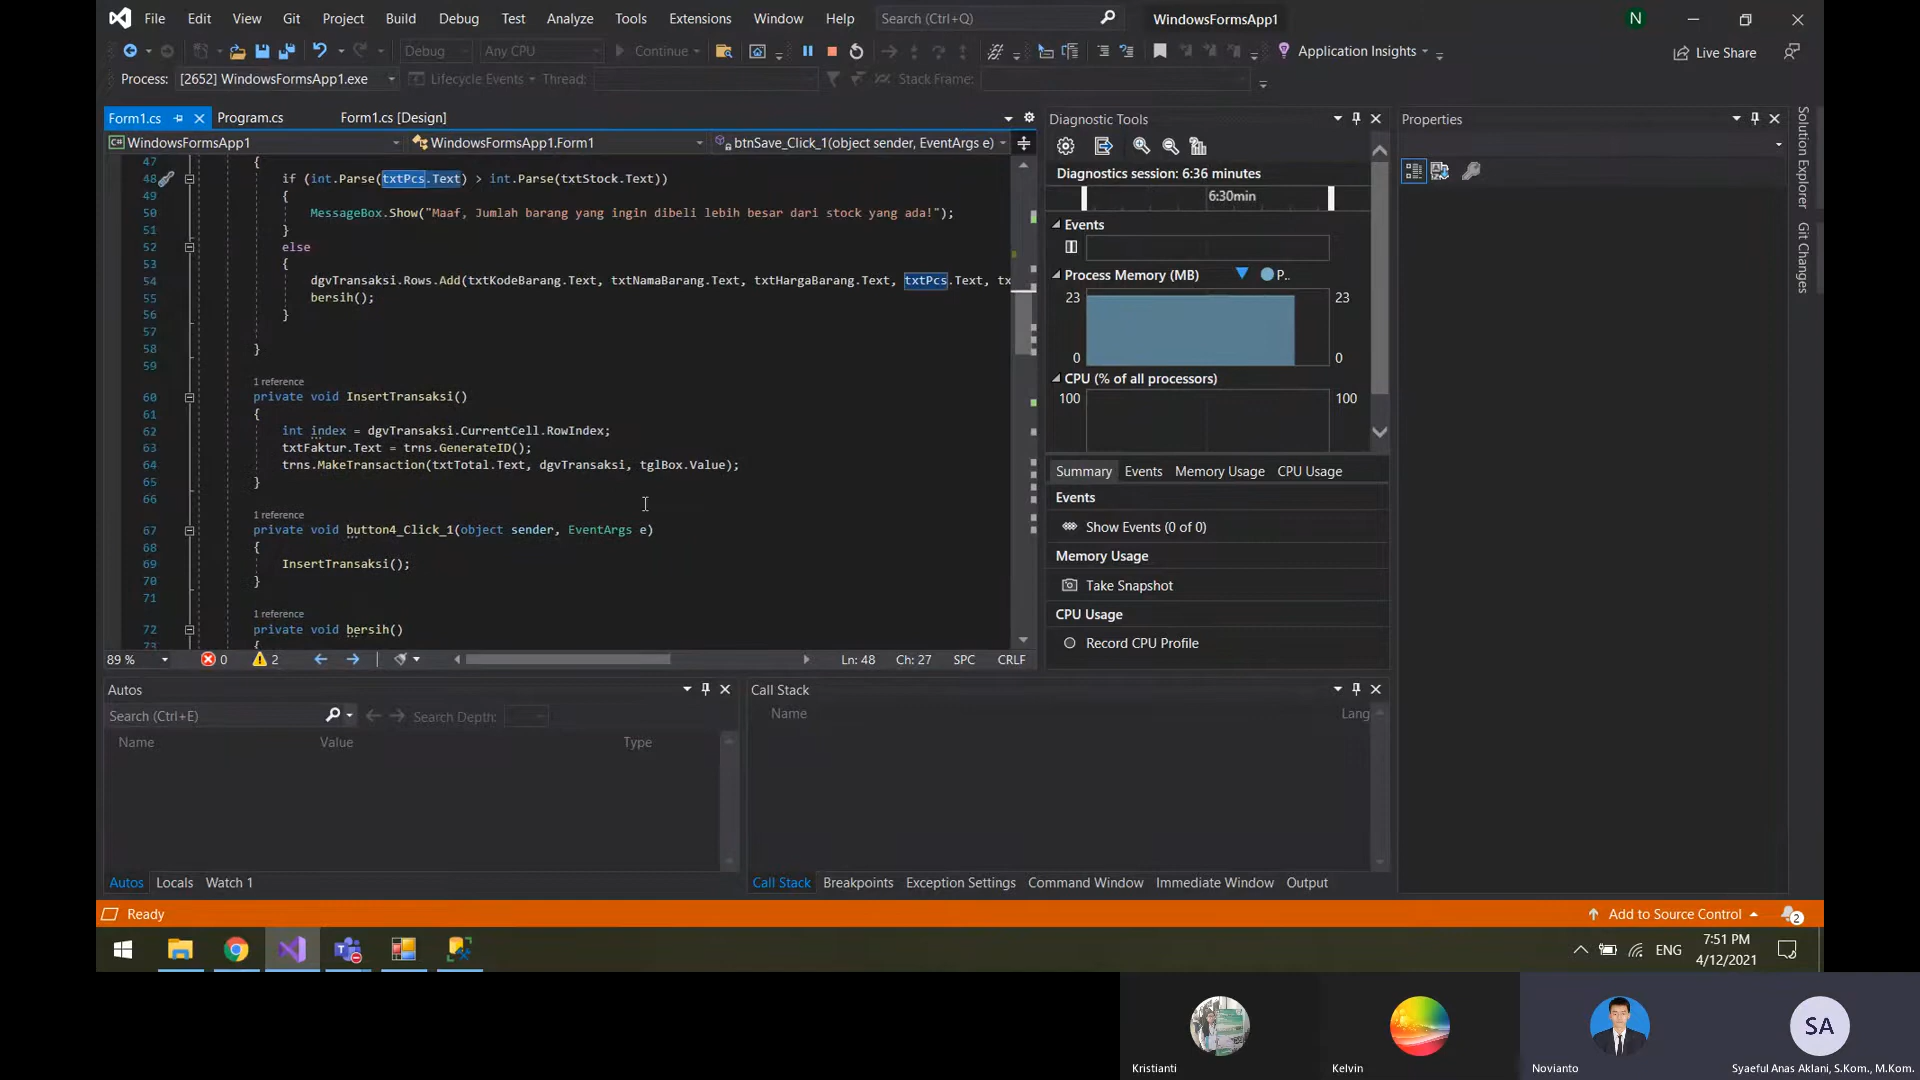 File Edit View Git Project Build Debug Test Analyze Tools Extensions Window Help Search (Ctrl+Q) WindowsFormsApp1 N
Debug Any CPU Continue Application Insights Live Share
Process: [2652] WindowsFormsApp1.exe Lifecycle Events Thread: Stack Frame:
Form1.cs Program.cs Form1.cs [Design]
WindowsFormsApp1 WindowsFormsApp1.Form1 btnSave_Click_1(object sender, EventArgs e)
47 {
48 if (int.Parse(txtPcs.Text) > int.Parse(txtStock.Text))
49 {
50 MessageBox.Show("Maaf, Jumlah barang yang ingin dibeli lebih besar dari stock yang ada!");
51 }
52 else
53 {
54 dgvTransaksi.Rows.Add(txtKodeBarang.Text, txtNamaBarang.Text, txtHargaBarang.Text, txtPcs.Text, tx
55 bersih();
56 }
57
58 }
59
1 reference
60 private void InsertTransaksi()
61 {
62 int index = dgvTransaksi.CurrentCell.RowIndex;
63 txtFaktur.Text = trns.GenerateID();
64 trns.MakeTransaction(txtTotal.Text, dgvTransaksi, tglBox.Value);
65 }
66
1 reference
67 private void button4_Click_1(object sender, EventArgs e)
68 {
69 InsertTransaksi();
70 }
71
1 reference
72 private void bersih()
73 {
89 % 0 2 Ln: 48 Ch: 27 SPC CRLF
Diagnostic Tools
Diagnostics session: 6:36 minutes
6:30min
Events
Process Memory (MB) P..
23 23
0 0
CPU (% of all processors)
100 100
Summary Events Memory Usage CPU Usage
Events
Show Events (0 of 0)
Memory Usage
Take Snapshot
CPU Usage
Record CPU Profile
Properties
Solution Explorer
Git Changes
Autos
Search (Ctrl+E) Search Depth:
Name Value Type
Autos Locals Watch 1
Call Stack
Name Lang
Call Stack Breakpoints Exception Settings Command Window Immediate Window Output
Ready Add to Source Control 2
ENG 7:51 PM
4/12/2021
SA
Kristianti Kelvin Novianto Syaeful Anas Aklani, S.Kom., M.Kom.